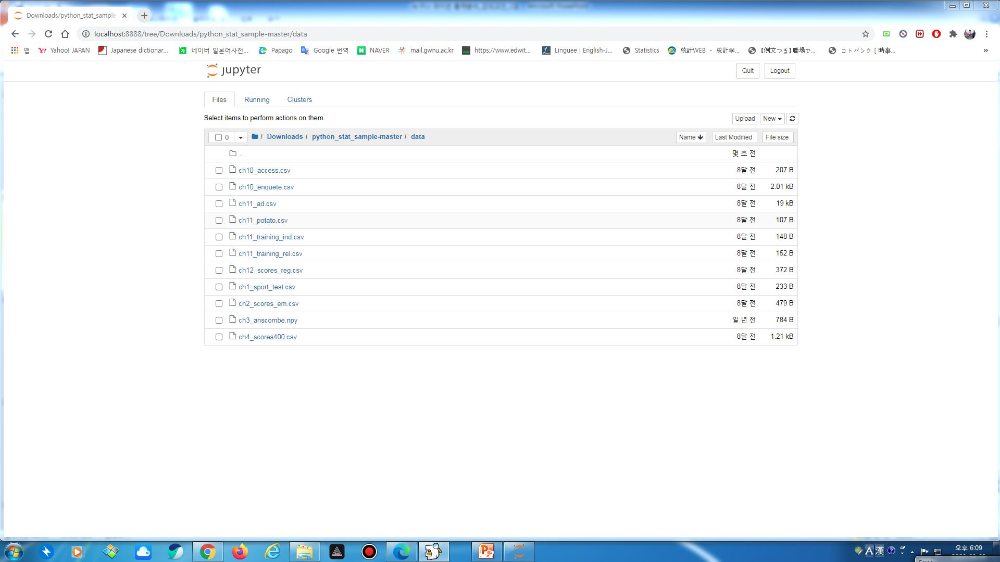 Downloads/python_stat_sample
localhost:8888/tree/Downloads/python_stat_sample-master/data
앱 Yahoo! JAPAN Japanese dictionar... 네이버 일본어사전... Papago Google 번역 NAVER mail.gwnu.ac.kr https://www.edwit... Linguee | English-J... Statistics 統計WEB - 統計学... 【例文つき】職場で... コトバンク [ 時事...
jupyter
Quit Logout
Files Running Clusters
Select items to perform actions on them.
Upload New
0 / Downloads / python_stat_sample-master / data Name Last Modified File size
.. 몇 초 전
ch10_access.csv 8달 전 207 B
ch10_enquete.csv 8달 전 2.01 kB
ch11_ad.csv 8달 전 19 kB
ch11_potato.csv 8달 전 107 B
ch11_training_ind.csv 8달 전 148 B
ch11_training_rel.csv 8달 전 152 B
ch12_scores_reg.csv 8달 전 372 B
ch1_sport_test.csv 8달 전 233 B
ch2_scores_em.csv 8달 전 479 B
ch3_anscombe.npy 일 년 전 784 B
ch4_scores400.csv 8달 전 1.21 kB
A 漢 오후 6:09